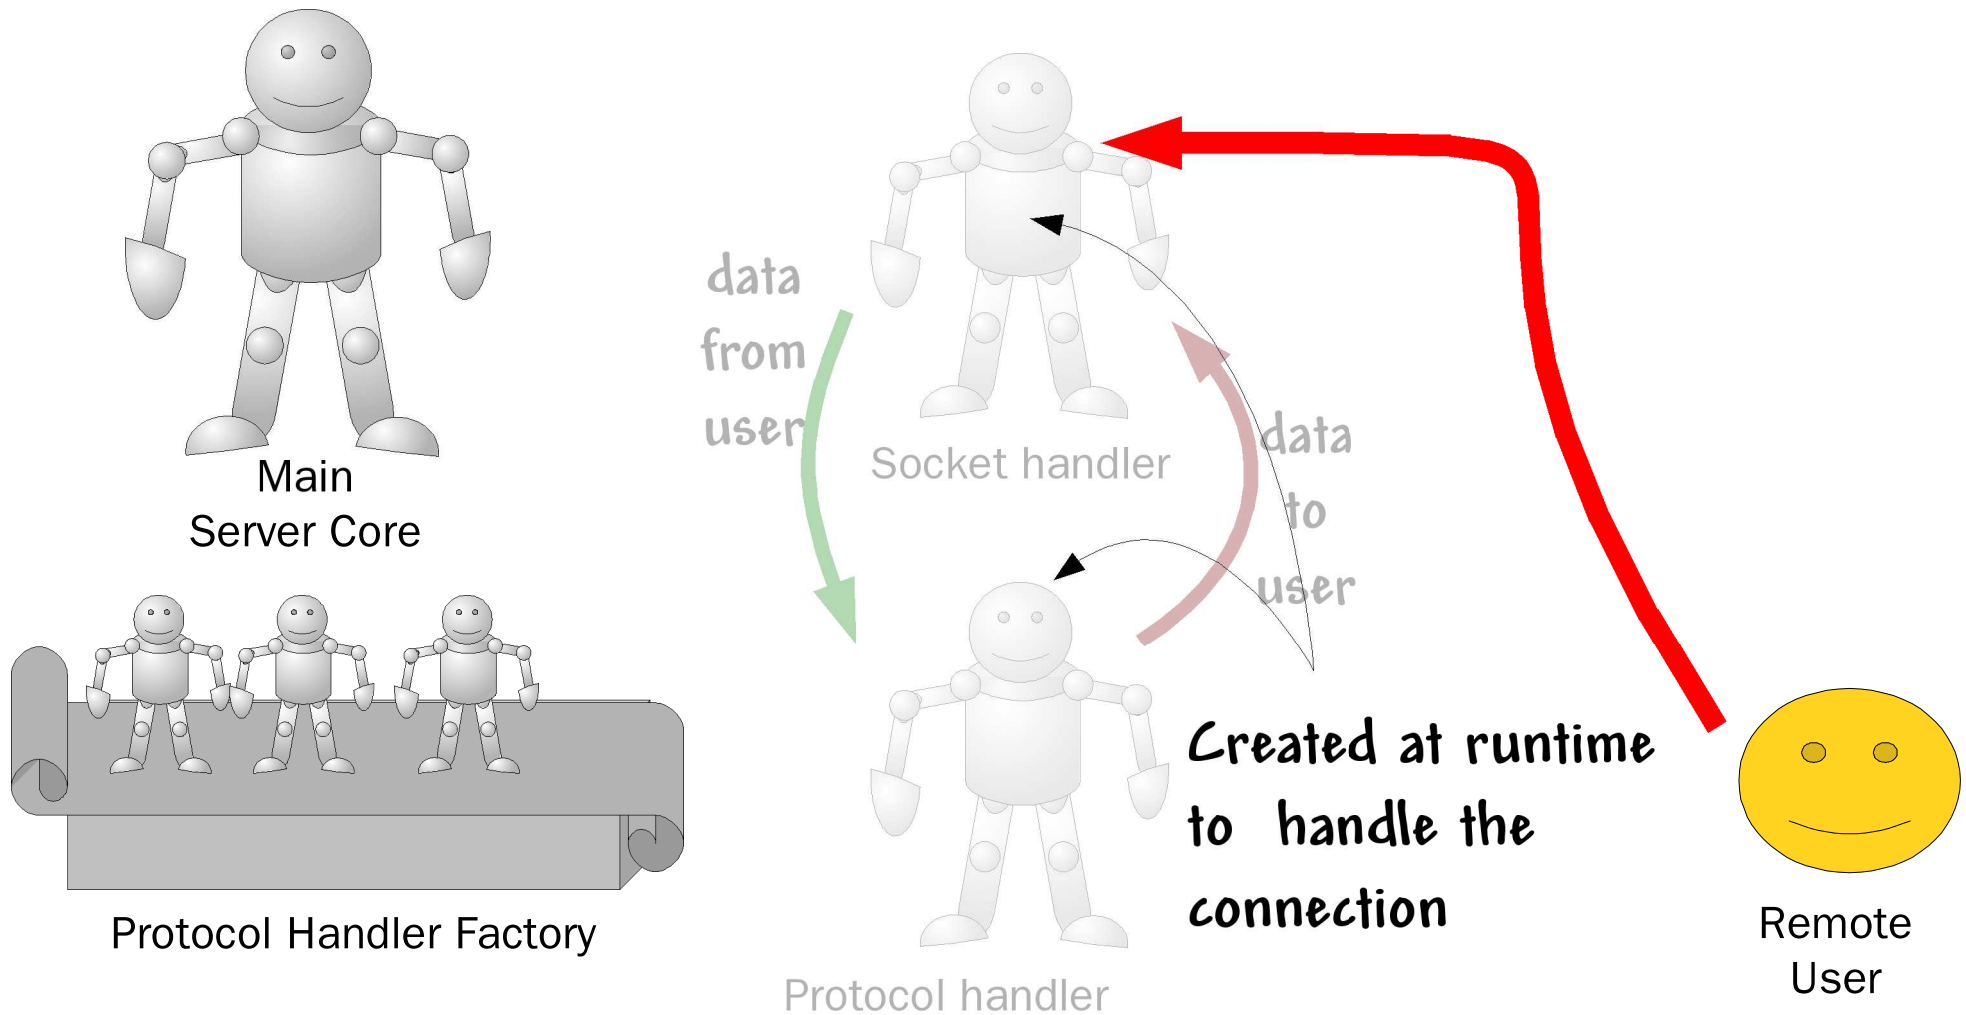 Main
Server Core
Protocol Handler Factory
data
from
user
Socket handler
data
to
user
Protocol handler
Created at runtime
to handle the
connection
Remote
User